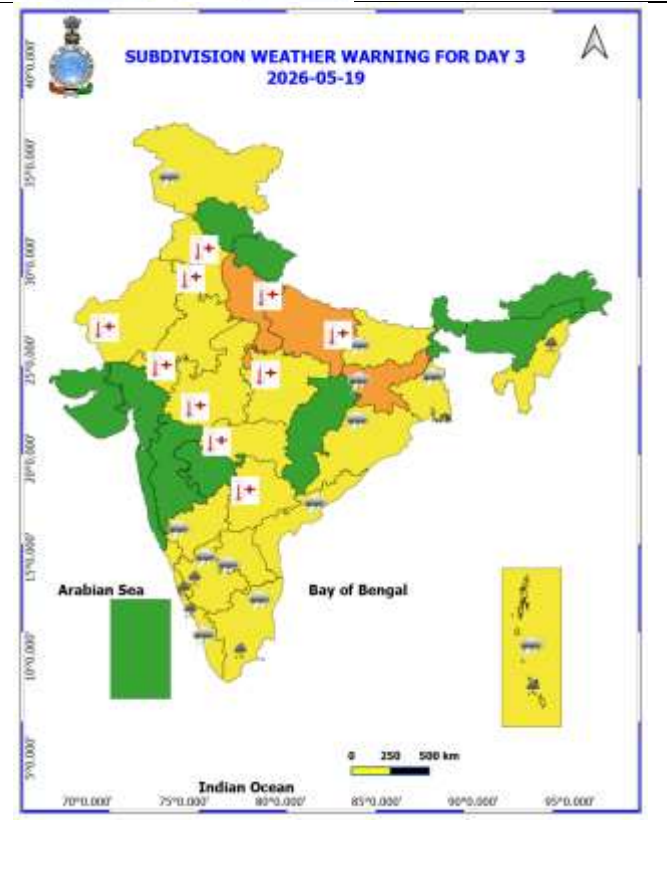 SUBDIVISION WEATHER WARNING FOR DAY 3
2026-05-19
40°0.000'
35°0.000'
30°0.000'
25°0.000'
20°0.000'
15°0.000'
10°0.000'
5°0.000'
Arabian Sea
Bay of Bengal
0 250 500 km
Indian Ocean
70°0.000' 75°0.000' 80°0.000' 85°0.000' 90°0.000' 95°0.000'